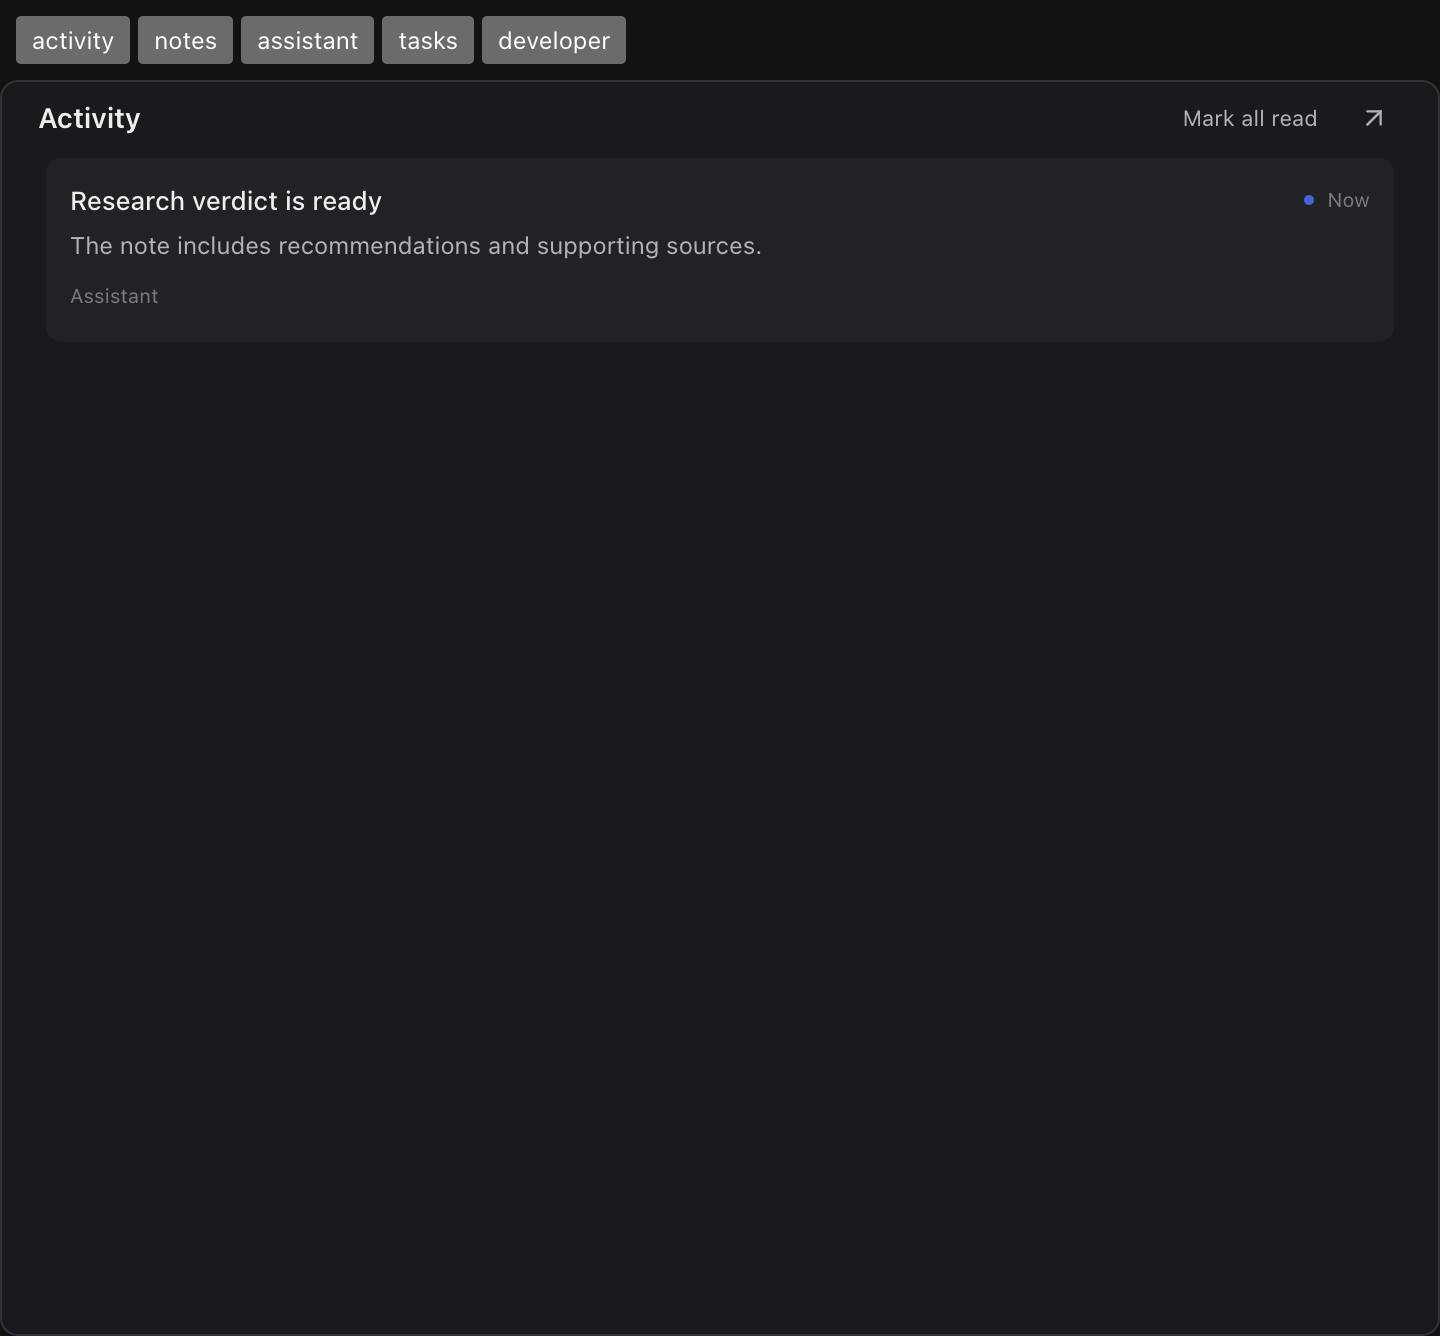 activity notes assistant tasks developer
Activity Mark all read
Research verdict is ready Now
The note includes recommendations and supporting sources.
Assistant